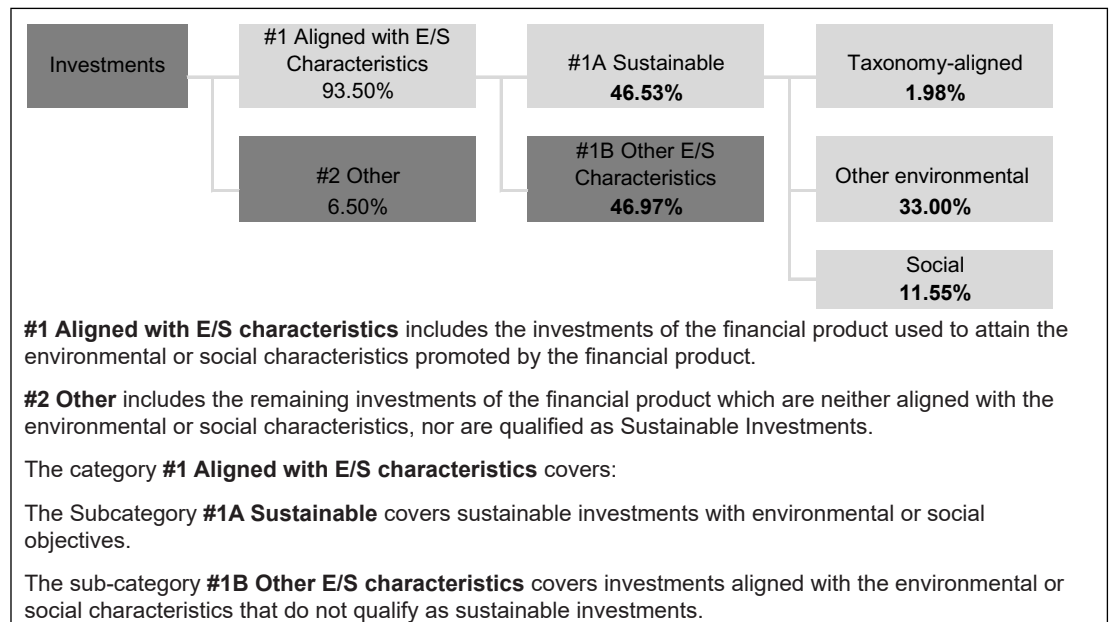 Investments
#1 Aligned with E/S
Characteristics
93.50%
#2 Other
6.50%
#1A Sustainable
46.53%
#1B Other E/S
Characteristics
46.97%
Taxonomy-aligned
1.98%
Other environmental
33.00%
Social
11.55%
#1 Aligned with E/S characteristics includes the investments of the financial product used to attain the
environmental or social characteristics promoted by the financial product.
#2 Other includes the remaining investments of the financial product which are neither aligned with the
environmental or social characteristics, nor are qualified as Sustainable Investments.
The category #1 Aligned with E/S characteristics covers:
The Subcategory #1A Sustainable covers sustainable investments with environmental or social
objectives.
The sub-category #1B Other E/S characteristics covers investments aligned with the environmental or
social characteristics that do not qualify as sustainable investments.